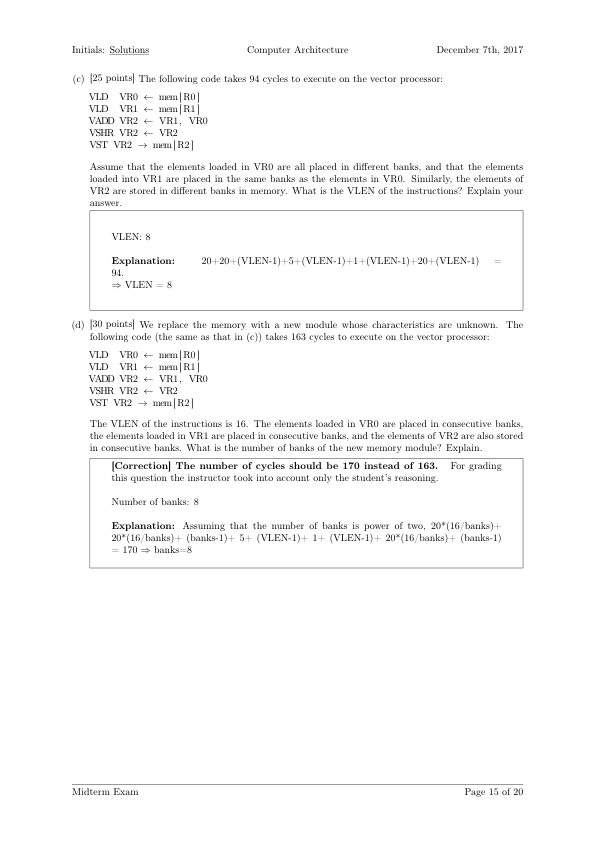 Initials: Solutions Computer Architecture December 7th, 2017
(c) [25 points] The following code takes 94 cycles to execute on the vector processor:
VLD VR0 ← mem[R0]
VLD VR1 ← mem[R1]
VADD VR2 ← VR1, VR0
VSHR VR2 ← VR2
VST VR2 → mem[R2]
Assume that the elements loaded in VR0 are all placed in different banks, and that the elements
loaded into VR1 are placed in the same banks as the elements in VR0. Similarly, the elements of
VR2 are stored in different banks in memory. What is the VLEN of the instructions? Explain your
answer.
VLEN: 8
Explanation: 20+20+(VLEN-1)+5+(VLEN-1)+1+(VLEN-1)+20+(VLEN-1) =
94.
⇒ VLEN = 8
(d) [30 points] We replace the memory with a new module whose characteristics are unknown. The
following code (the same as that in (c)) takes 163 cycles to execute on the vector processor:
VLD VR0 ← mem[R0]
VLD VR1 ← mem[R1]
VADD VR2 ← VR1, VR0
VSHR VR2 ← VR2
VST VR2 → mem[R2]
The VLEN of the instructions is 16. The elements loaded in VR0 are placed in consecutive banks,
the elements loaded in VR1 are placed in consecutive banks, and the elements of VR2 are also stored
in consecutive banks. What is the number of banks of the new memory module? Explain.
[Correction] The number of cycles should be 170 instead of 163. For grading
this question the instructor took into account only the student's reasoning.
Number of banks: 8
Explanation: Assuming that the number of banks is power of two, 20*(16/banks)+
20*(16/banks)+ (banks-1)+ 5+ (VLEN-1)+ 1+ (VLEN-1)+ 20*(16/banks)+ (banks-1)
= 170 ⇒ banks=8
Midterm Exam Page 15 of 20